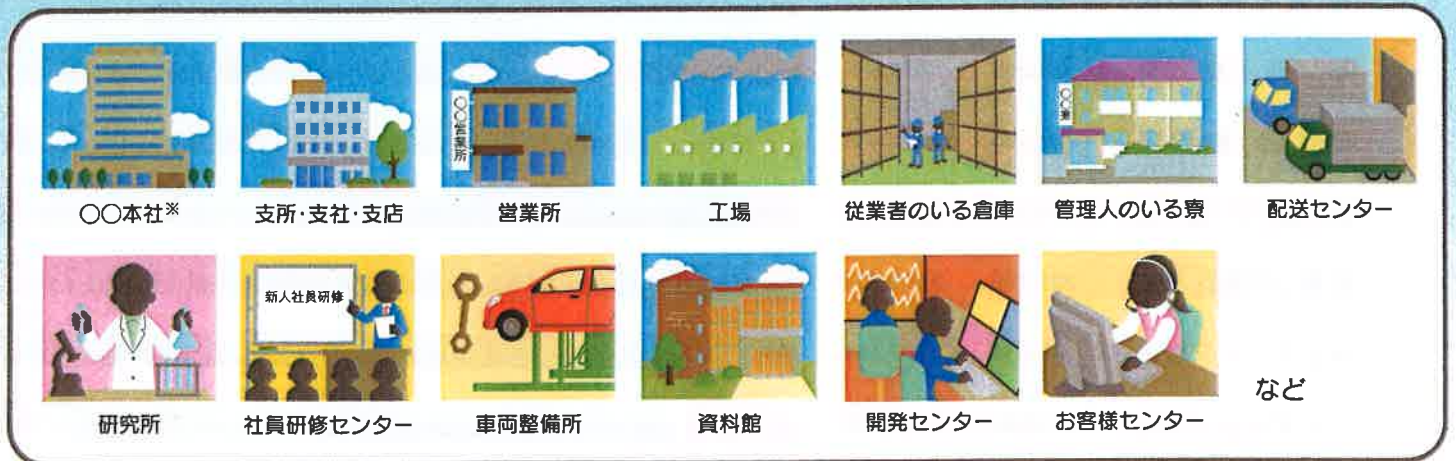 〇〇営業所
〇〇寮
〇〇本社※
支所・支社・支店
営業所
工場
従業者のいる倉庫
管理人のいる寮
配送センター
新人社員研修
研究所
社員研修センター
車両整備所
資料館
開発センター
お客様センター
など